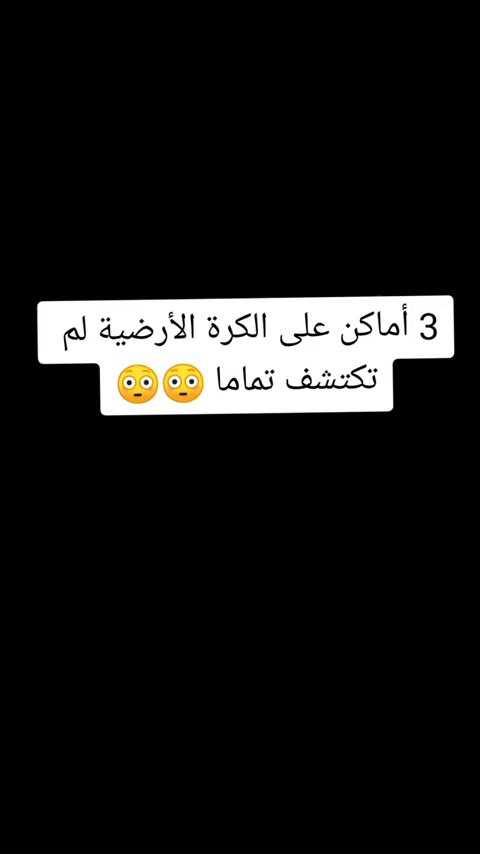 3 أماكن على الكرة الأرضية لم
تكتشف تماما 😳😳